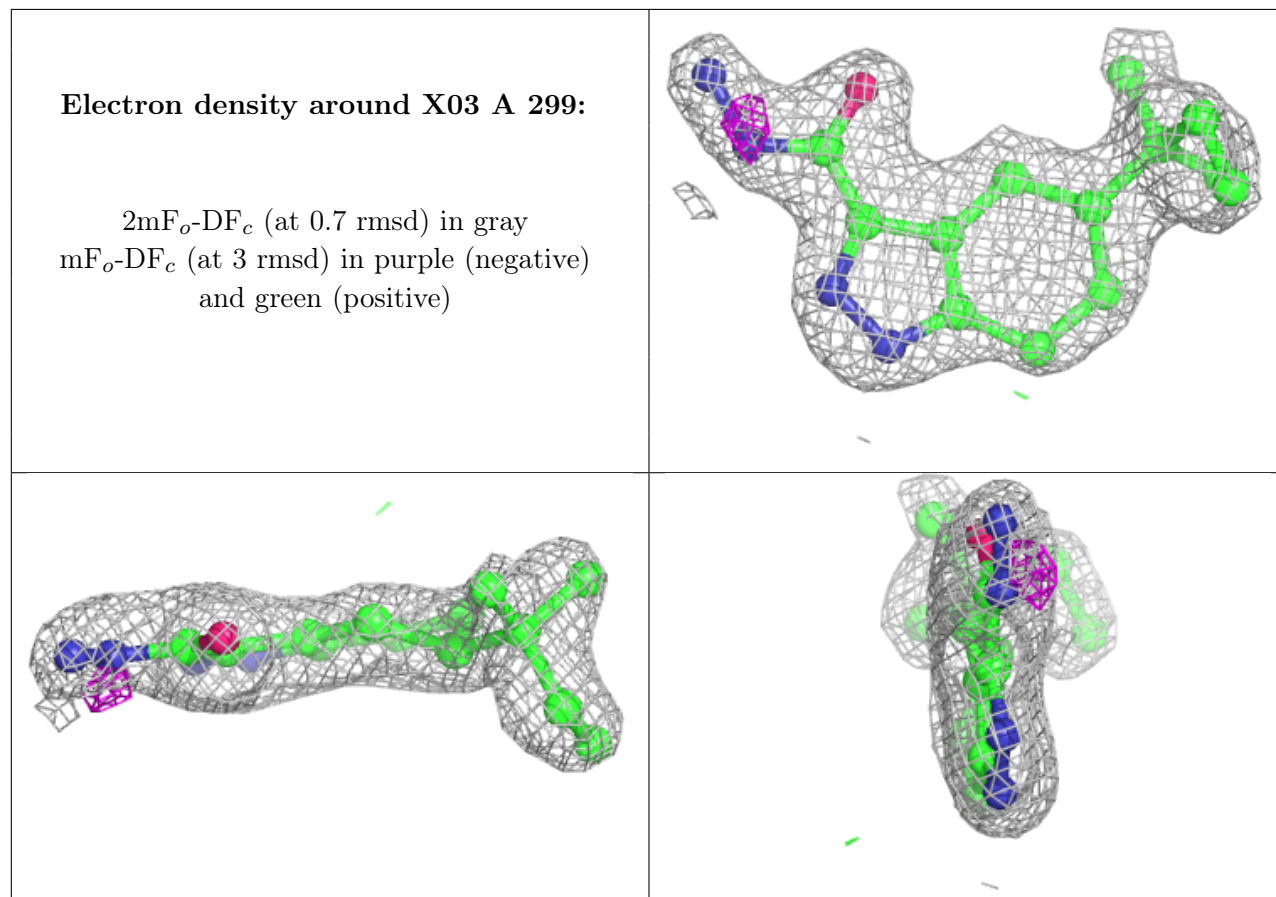 Electron density around X03 A 299:
2mFₒ-DF𝒸 (at 0.7 rmsd) in gray
mFₒ-DF𝒸 (at 3 rmsd) in purple (negative)
and green (positive)